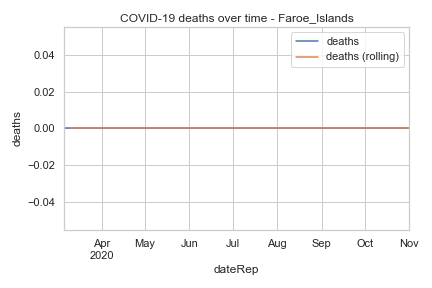 COVID-19 deaths over time - Faroe_Islands
deaths
deaths (rolling)
0.04
0.02
0.00
−0.02
−0.04
deaths
Apr
2020
May
Jun
Jul
Aug
Sep
Oct
Nov
dateRep